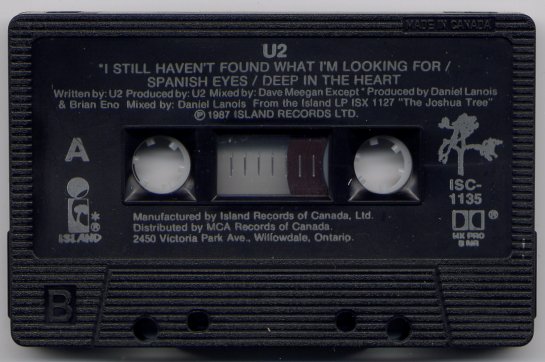 MADE IN CANADA
U2
*I STILL HAVEN'T FOUND WHAT I'M LOOKING FOR /
SPANISH EYES / DEEP IN THE HEART
Written by: U2 Produced by: U2 Mixed by: Dave Meegan Except * Produced by Daniel Lanois
& Brian Eno Mixed by: Daniel Lanois From the Island LP ISX 1127 "The Joshua Tree"
℗ 1987 ISLAND RECORDS LTD.
A
ISC-
1135
ISLAND
*®
Manufactured by Island Records of Canada, Ltd.
Distributed by MCA Records of Canada.
2450 Victoria Park Ave., Willowdale, Ontario.
®
HX PRO
B NR
B